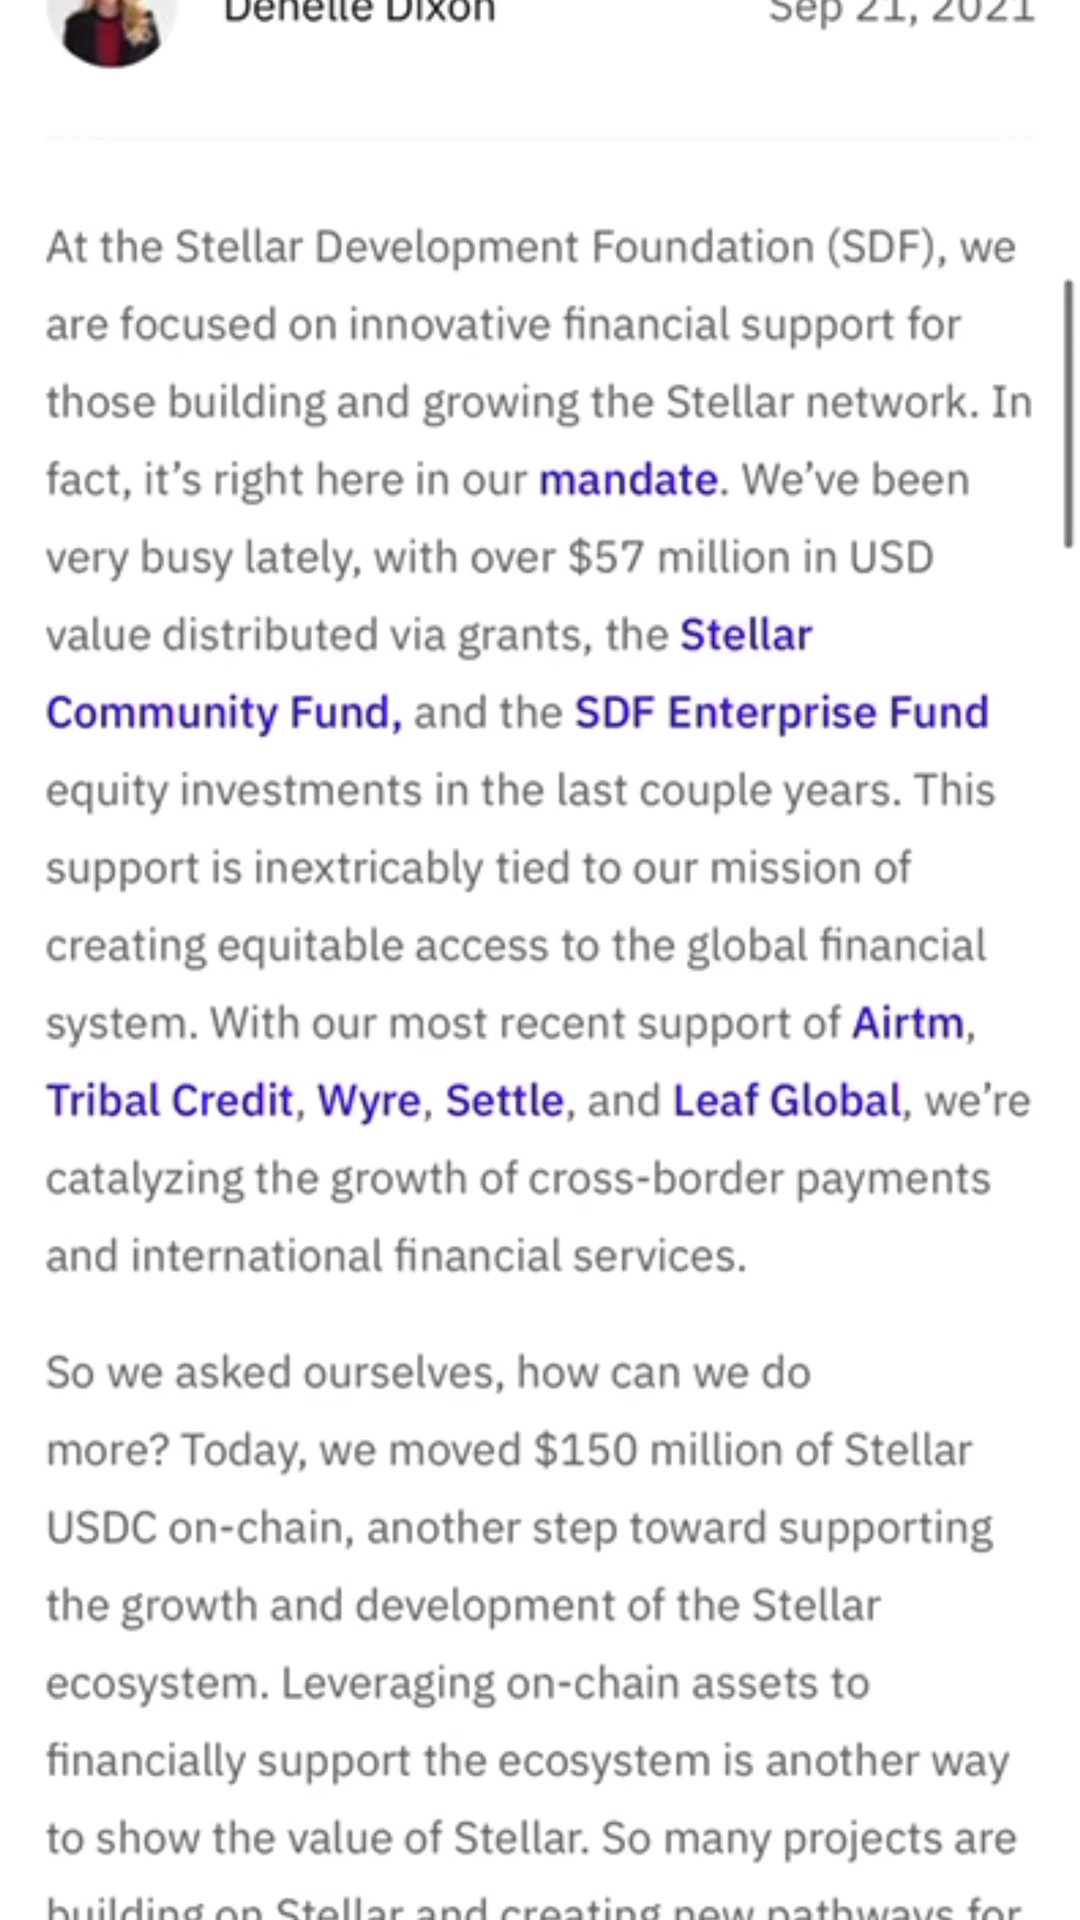 Denelle Dixon
Sep 21, 2021
At the Stellar Development Foundation (SDF), we
are focused on innovative financial support for
those building and growing the Stellar network. In
fact, it’s right here in our mandate. We’ve been
very busy lately, with over $57 million in USD
value distributed via grants, the Stellar
Community Fund, and the SDF Enterprise Fund
equity investments in the last couple years. This
support is inextricably tied to our mission of
creating equitable access to the global financial
system. With our most recent support of Airtm,
Tribal Credit, Wyre, Settle, and Leaf Global, we’re
catalyzing the growth of cross-border payments
and international financial services.
So we asked ourselves, how can we do
more? Today, we moved $150 million of Stellar
USDC on-chain, another step toward supporting
the growth and development of the Stellar
ecosystem. Leveraging on-chain assets to
financially support the ecosystem is another way
to show the value of Stellar. So many projects are
building on Stellar and creating new pathways for